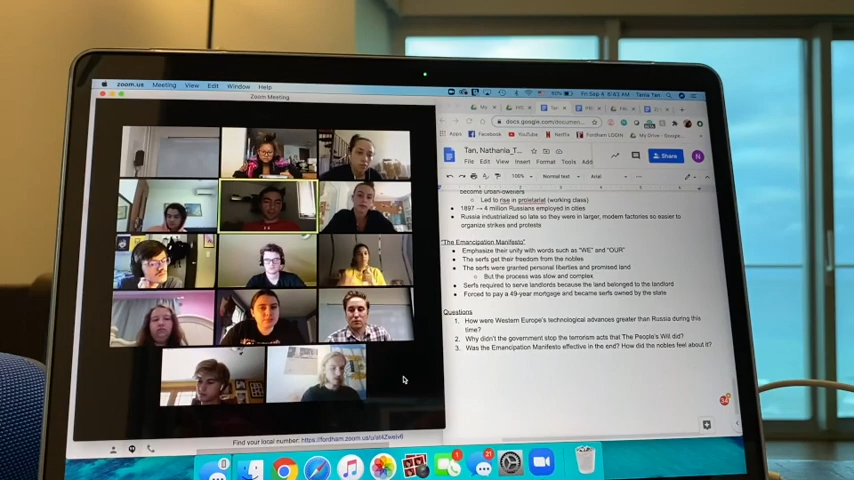 zoom.us Meeting View Edit Window Help
Fri Sep 4 6:43 AM Tania Tan
Zoom Meeting
docs.google.com/documen...
Apps Facebook YouTube Netflix Fordham LOGIN My Drive - Google...
Tan, Nathania_T...
File Edit View Insert Format Tools Add
Share
N
100% Normal text Arial
become urban-dwellers
Led to rise in proletariat (working class)
1897 → 4 million Russians employed in cities
Russia industrialized so late so they were in larger, modern factories so easier to
organize strikes and protests
"The Emancipation Manifesto"
Emphasize their unity with words such as "WE" and "OUR"
The serfs get their freedom from the nobles
The serfs were granted personal liberties and promised land
But the process was slow and complex
Serfs required to serve landlords because the land belonged to the landlord
Forced to pay a 49-year mortgage and became serfs owned by the state
Questions
1. How were Western Europe's technological advances greater than Russia during this
time?
2. Why didn't the government stop the terrorism acts that The People's Will did?
3. Was the Emancipation Manifesto effective in the end? How did the nobles feel about it?
Find your local number:
21